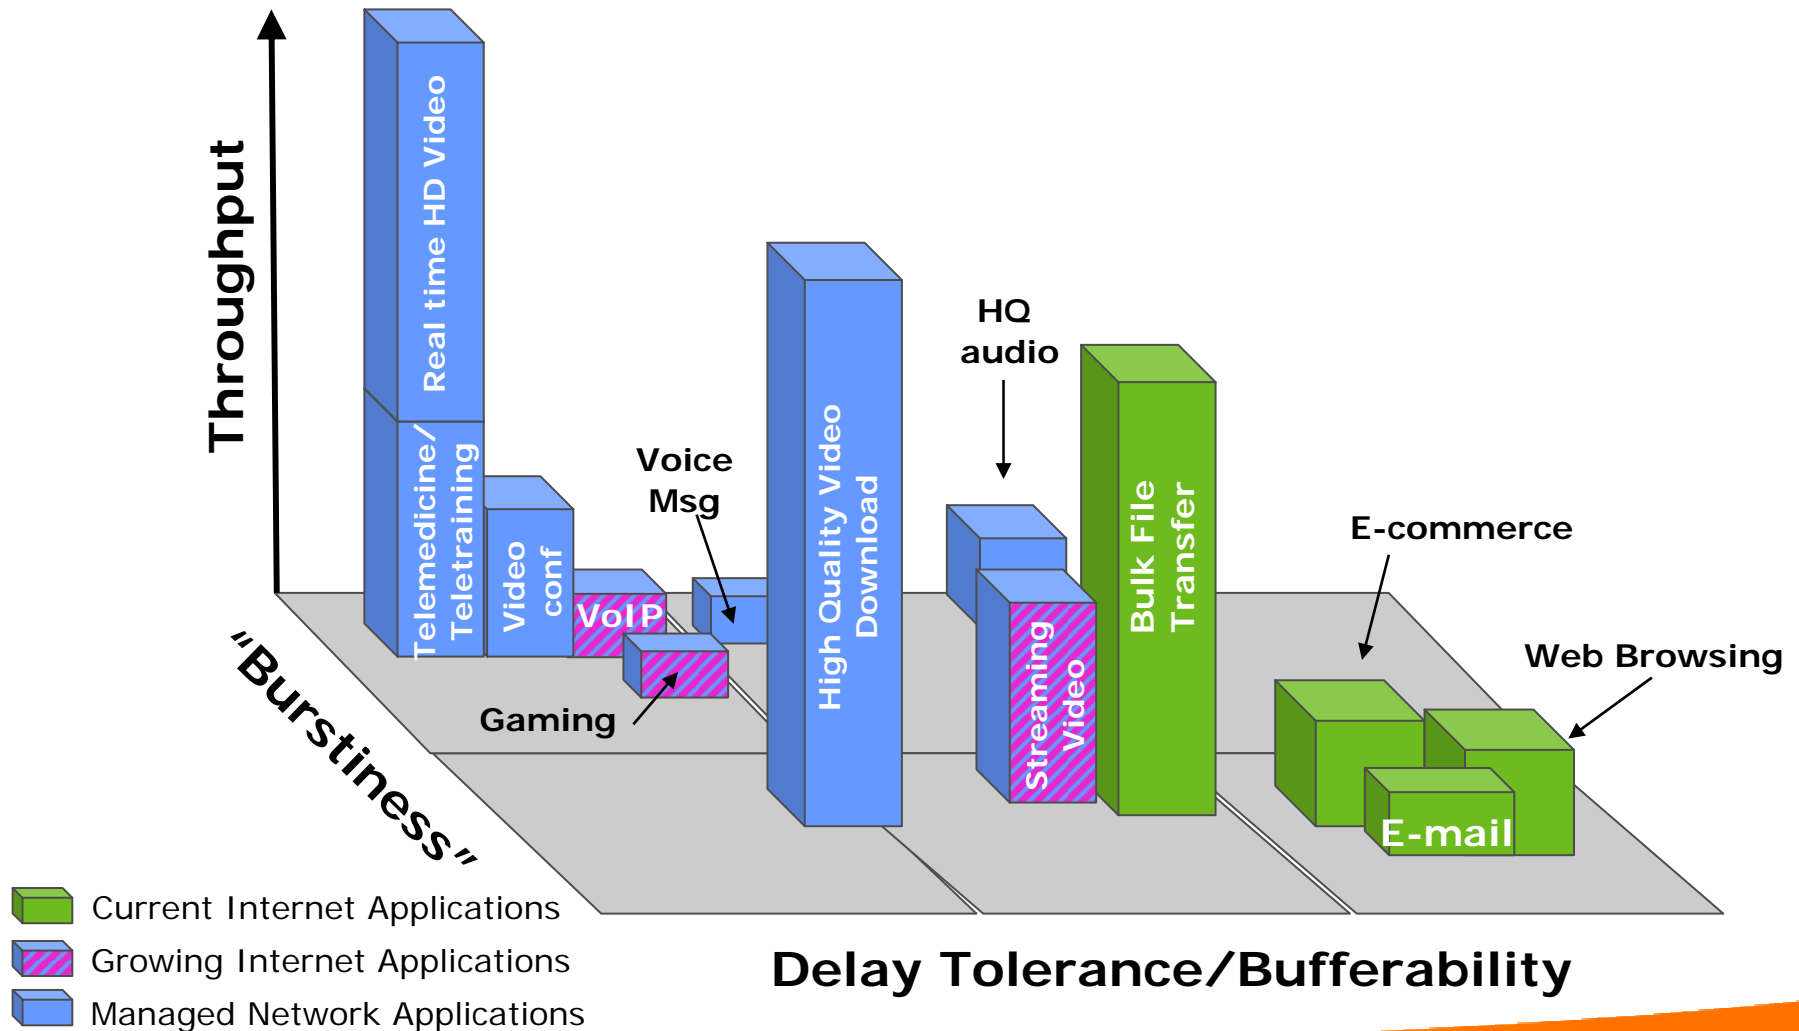 Throughput
Real time HD Video
Telemedicine/
Teletraining
Video
conf
VoIP
Voice
Msg
Gaming
High Quality Video
Download
HQ
audio
Streaming
Video
Bulk File
Transfer
E-commerce
Web Browsing
E-mail
“Burstiness”
Current Internet Applications
Growing Internet Applications
Managed Network Applications
Delay Tolerance/Bufferability